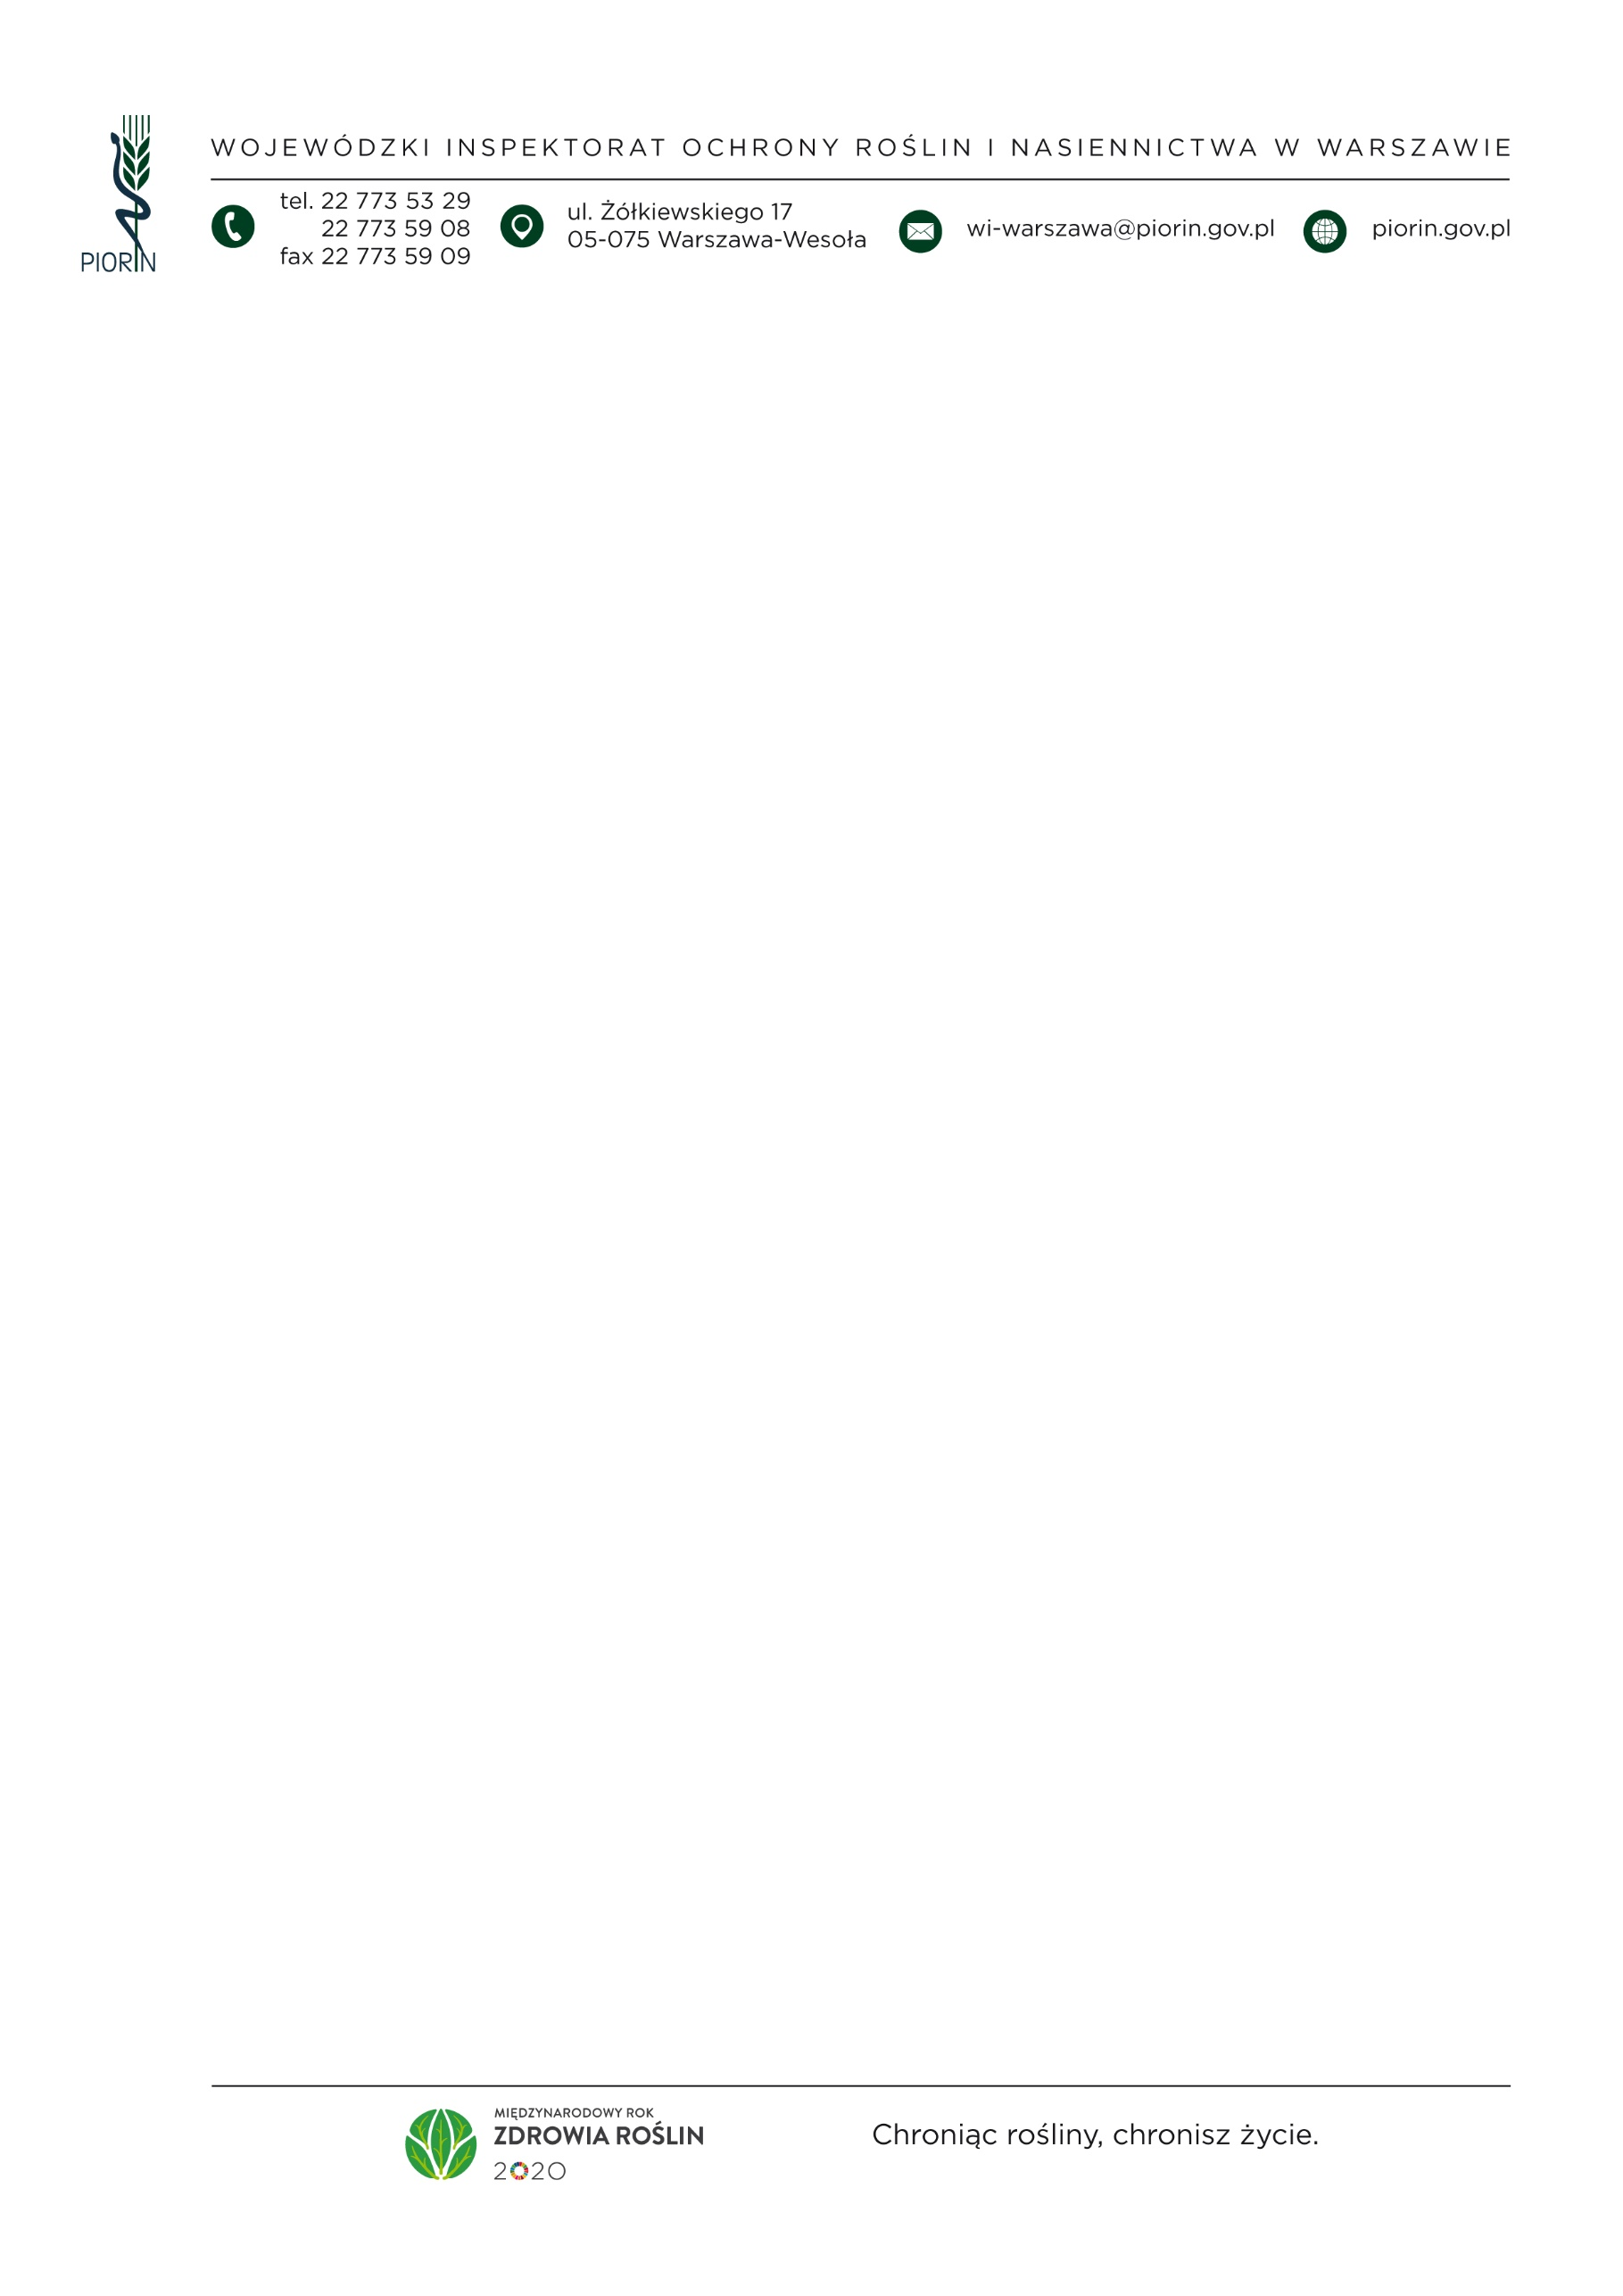 PIORIN
WOJEWÓDZKI INSPEKTORAT OCHRONY ROŚLIN I NASIENNICTWA W WARSZAWIE
tel. 22 773 53 29
22 773 59 08
fax 22 773 59 09
ul. Żółkiewskiego 17
05-075 Warszawa-Wesoła
wi-warszawa@piorin.gov.pl
piorin.gov.pl
MIĘDZYNARODOWY ROK
ZDROWIA ROŚLIN
2020
Chroniąc rośliny, chronisz życie.